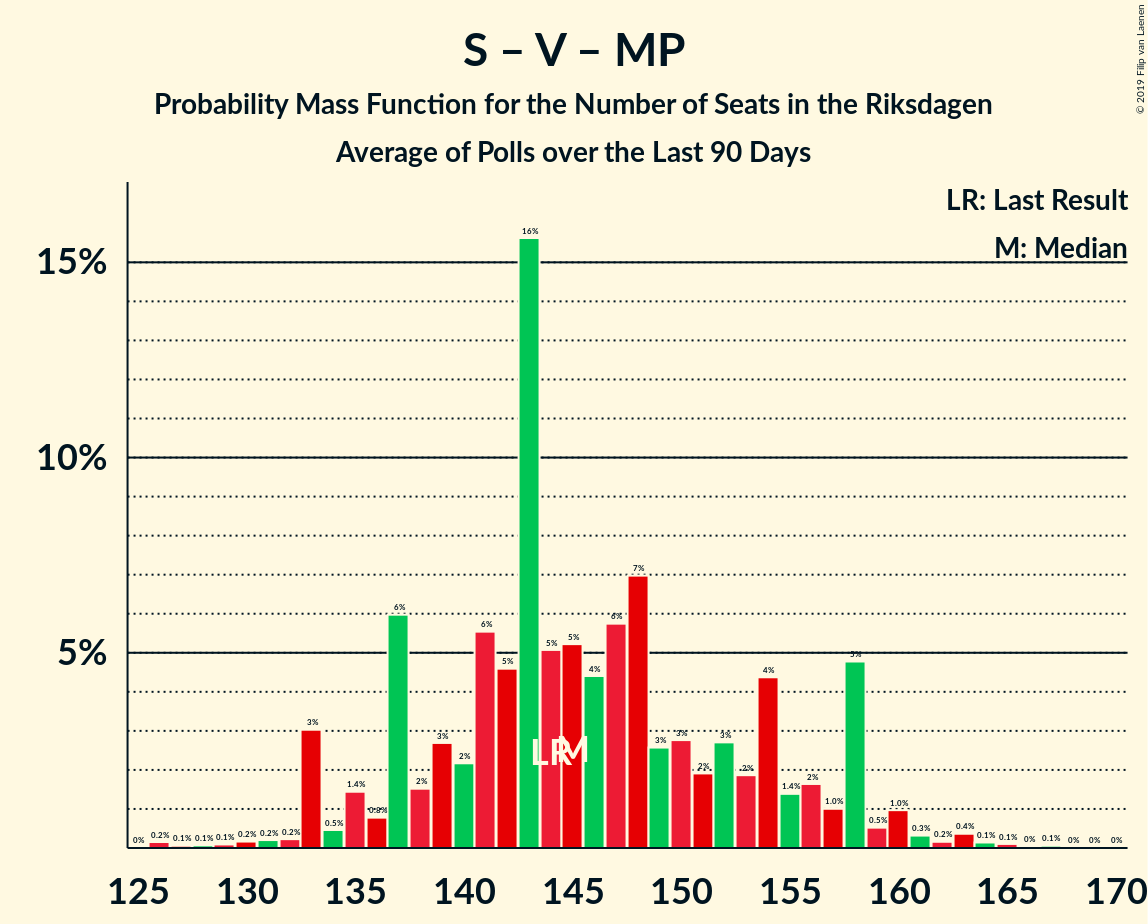 S – V – MP
Probability Mass Function for the Number of Seats in the Riksdagen
Average of Polls over the Last 90 Days
© 2019 Filip van Laenen
LR: Last Result
M: Median
15%
10%
5%
0% 0.2% 0.1% 0.1% 0.1% 0.2% 0.2% 0.2% 3% 0.5% 1.4% 0.8% 6% 2% 3% 2% 6% 5% 16% 5% 5% 4% 6% 7% 3% 3% 2% 3% 2% 4% 1.4% 2% 1.0% 5% 0.5% 1.0% 0.3% 0.2% 0.4% 0.1% 0.1% 0% 0.1% 0% 0% 0%
LR M
125 130 135 140 145 150 155 160 165 170